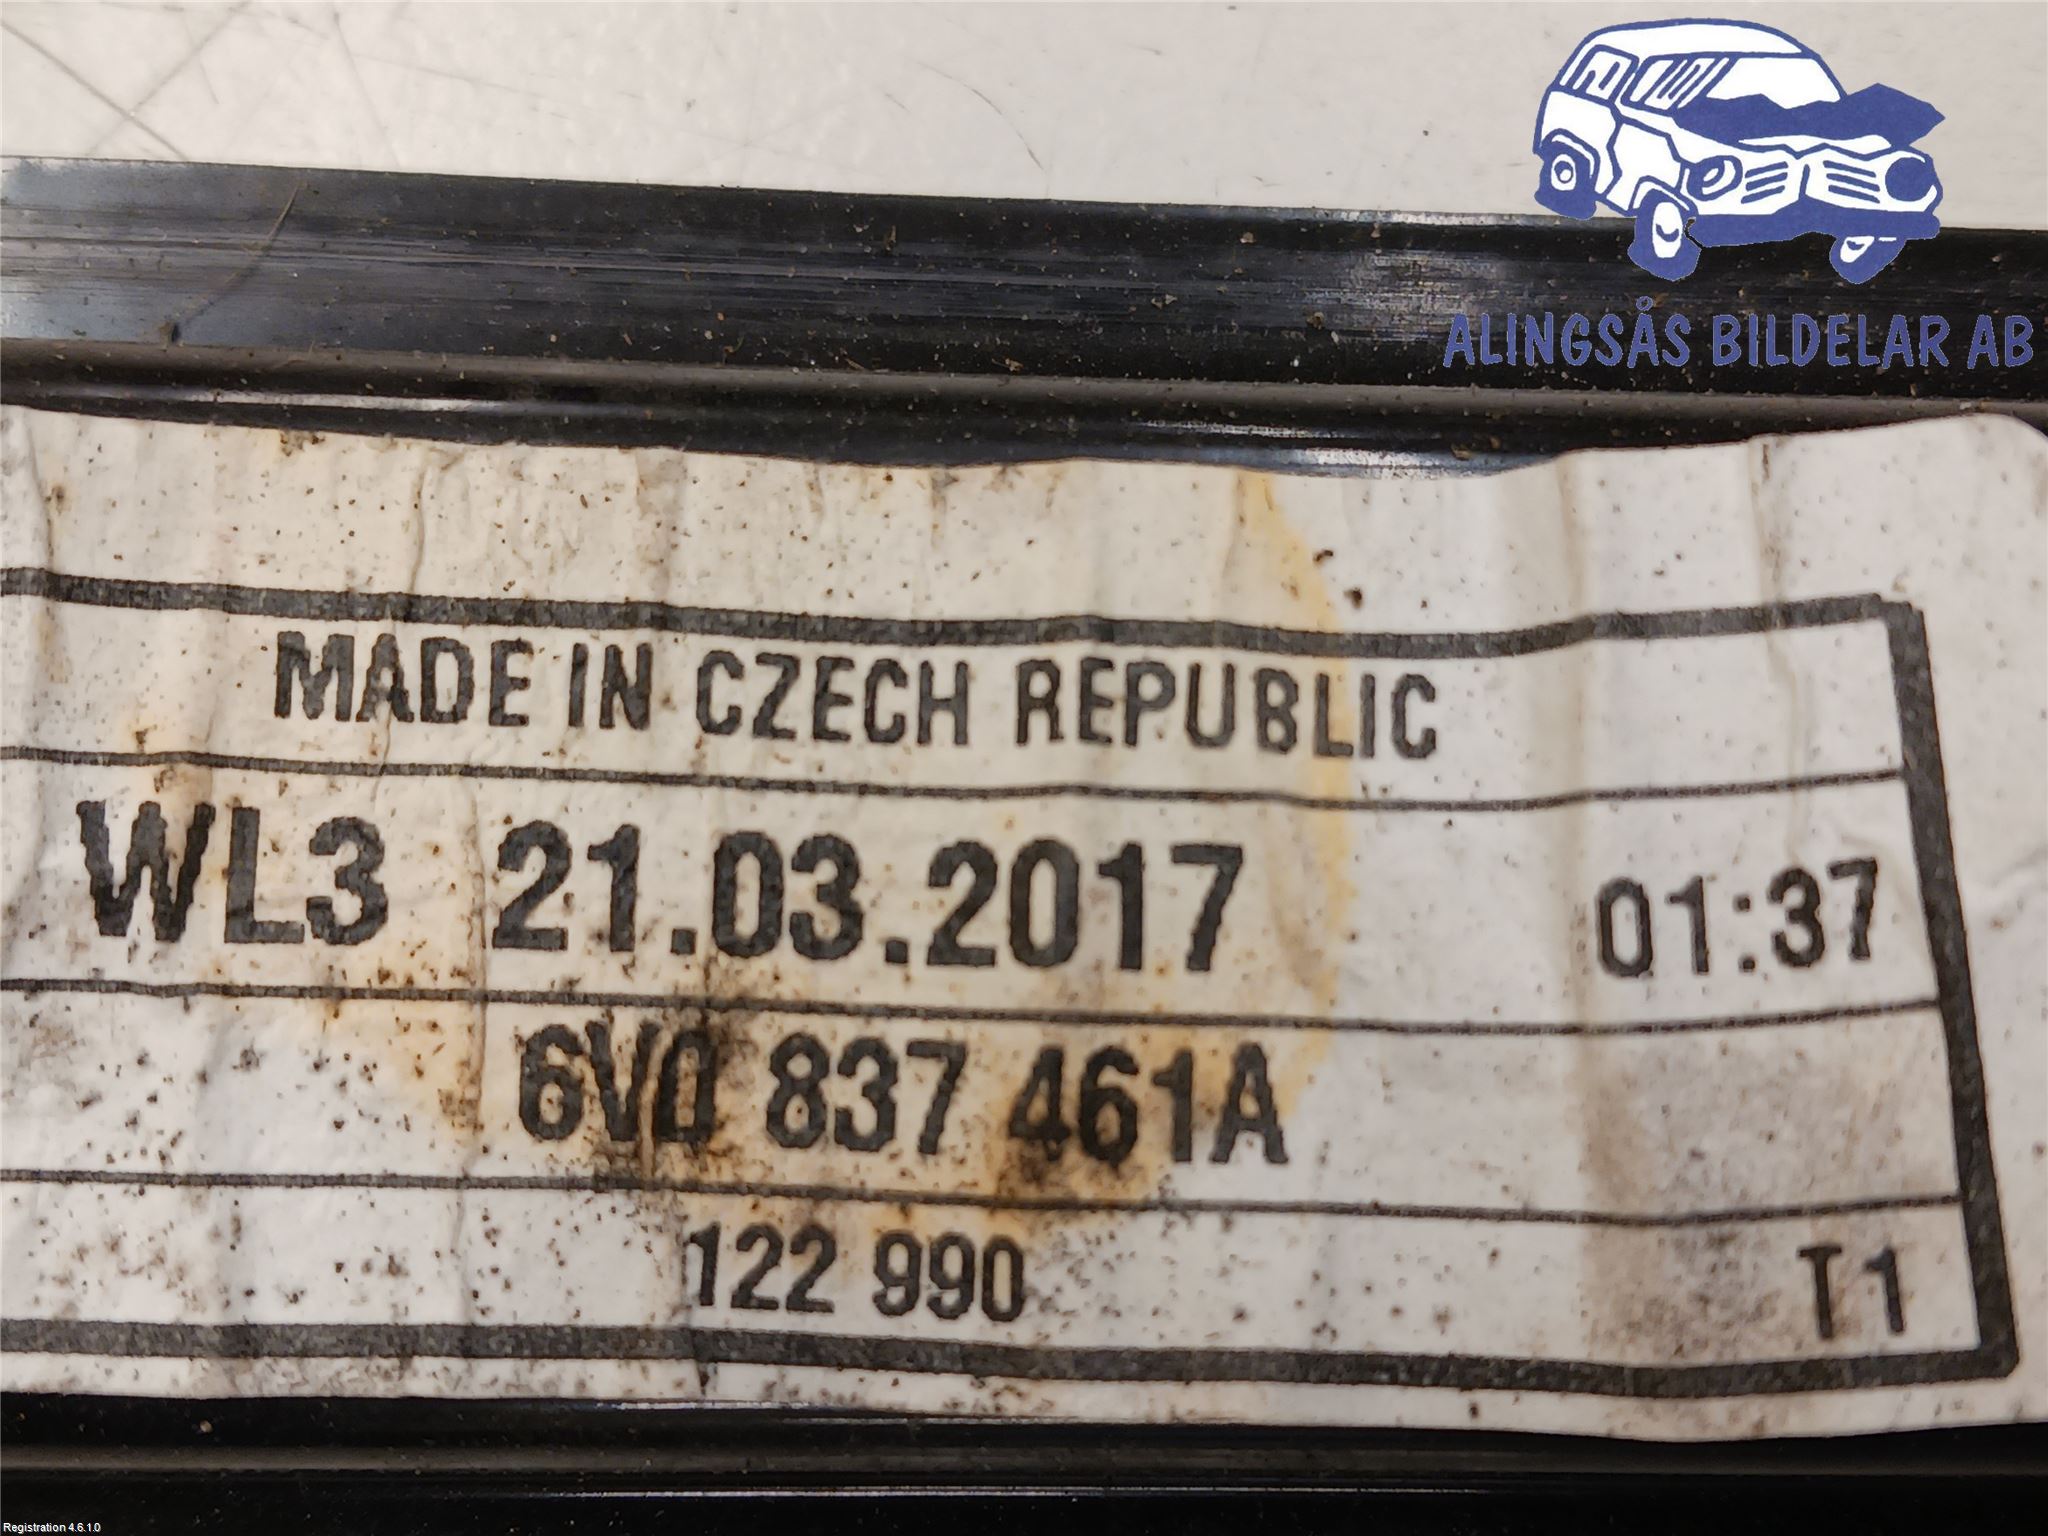 ALINGSÅS BILDELAR AB
MADE IN CZECH REPUBLIC
WL3 21.03.2017 01:37
6V0 837 461A
122 990 T1
Registration 4.6.1.0